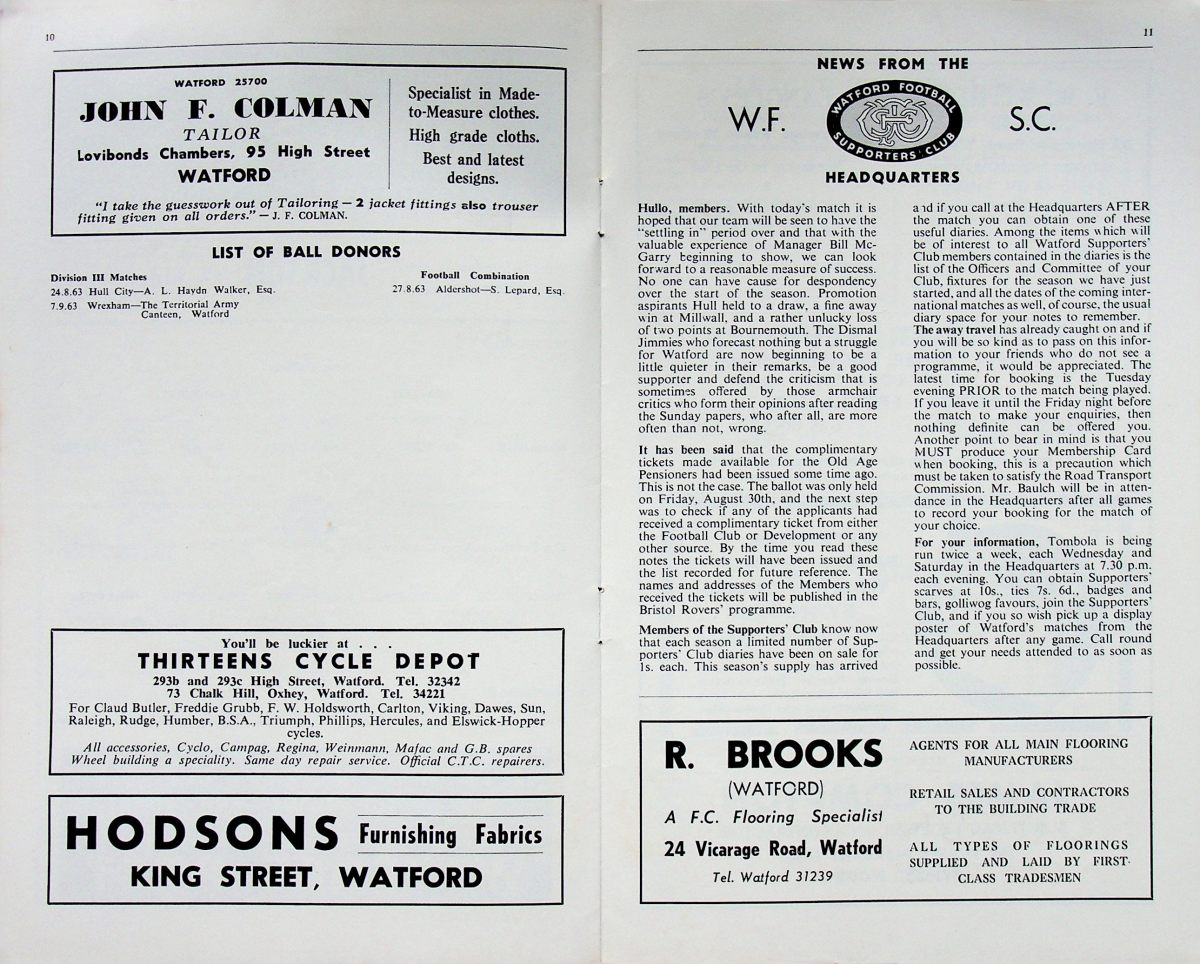 10
WATFORD 25700
JOHN F. COLMAN
TAILOR
Lovibonds Chambers, 95 High Street
WATFORD
Specialist in Made-
to-Measure clothes.
High grade cloths.
Best and latest
designs.
"I take the guesswork out of Tailoring — 2 jacket fittings also trouser
fitting given on all orders." — J. F. COLMAN.
LIST OF BALL DONORS
Division III Matches
24.8.63 Hull City—A. L. Haydn Walker, Esq.
7.9.63 Wrexham—The Territorial Army
Canteen, Watford
Football Combination
27.8.63 Aldershot—S. Lepard, Esq.
You'll be luckier at . . .
THIRTEENS CYCLE DEPOT
293b and 293c High Street, Watford. Tel. 32342
73 Chalk Hill, Oxhey, Watford. Tel. 34221
For Claud Butler, Freddie Grubb, F. W. Holdsworth, Carlton, Viking, Dawes, Sun,
Raleigh, Rudge, Humber, B.S.A., Triumph, Phillips, Hercules, and Elswick-Hopper
cycles.
All accessories, Cyclo, Campag, Regina, Weinmann, Mafac and G.B. spares
Wheel building a speciality. Same day repair service. Official C.T.C. repairers.
HODSONS Furnishing Fabrics
KING STREET, WATFORD
11
NEWS FROM THE
W.F. S.C.
WATFORD FOOTBALL
SUPPORTERS' CLUB
HEADQUARTERS
Hullo, members. With today's match it is
hoped that our team will be seen to have the
"settling in" period over and that with the
valuable experience of Manager Bill Mc-
Garry beginning to show, we can look
forward to a reasonable measure of success.
No one can have cause for despondency
over the start of the season. Promotion
aspirants Hull held to a draw, a fine away
win at Millwall, and a rather unlucky loss
of two points at Bournemouth. The Dismal
Jimmies who forecast nothing but a struggle
for Watford are now beginning to be a
little quieter in their remarks, be a good
supporter and defend the criticism that is
sometimes offered by those armchair
critics who form their opinions after reading
the Sunday papers, who after all, are more
often than not, wrong.
It has been said that the complimentary
tickets made available for the Old Age
Pensioners had been issued some time ago.
This is not the case. The ballot was only held
on Friday, August 30th, and the next step
was to check if any of the applicants had
received a complimentary ticket from either
the Football Club or Development or any
other source. By the time you read these
notes the tickets will have been issued and
the list recorded for future reference. The
names and addresses of the Members who
received the tickets will be published in the
Bristol Rovers' programme.
Members of the Supporters' Club know now
that each season a limited number of Sup-
porters' Club diaries have been on sale for
1s. each. This season's supply has arrived
and if you call at the Headquarters AFTER
the match you can obtain one of these
useful diaries. Among the items which will
be of interest to all Watford Supporters'
Club members contained in the diaries is the
list of the Officers and Committee of your
Club, fixtures for the season we have just
started, and all the dates of the coming inter-
national matches as well, of course, the usual
diary space for your notes to remember.
The away travel has already caught on and if
you will be so kind as to pass on this infor-
mation to your friends who do not see a
programme, it would be appreciated. The
latest time for booking is the Tuesday
evening PRIOR to the match being played.
If you leave it until the Friday night before
the match to make your enquiries, then
nothing definite can be offered you.
Another point to bear in mind is that you
MUST produce your Membership Card
when booking, this is a precaution which
must be taken to satisfy the Road Transport
Commission. Mr. Baulch will be in atten-
dance in the Headquarters after all games
to record your booking for the match of
your choice.
For your information, Tombola is being
run twice a week, each Wednesday and
Saturday in the Headquarters at 7.30 p.m.
each evening. You can obtain Supporters'
scarves at 10s., ties 7s. 6d., badges and
bars, golliwog favours, join the Supporters'
Club, and if you so wish pick up a display
poster of Watford's matches from the
Headquarters after any game. Call round
and get your needs attended to as soon as
possible.
R. BROOKS
(WATFORD)
A F.C. Flooring Specialist
24 Vicarage Road, Watford
Tel. Watford 31239
AGENTS FOR ALL MAIN FLOORING
MANUFACTURERS
RETAIL SALES AND CONTRACTORS
TO THE BUILDING TRADE
ALL TYPES OF FLOORINGS
SUPPLIED AND LAID BY FIRST-
CLASS TRADESMEN